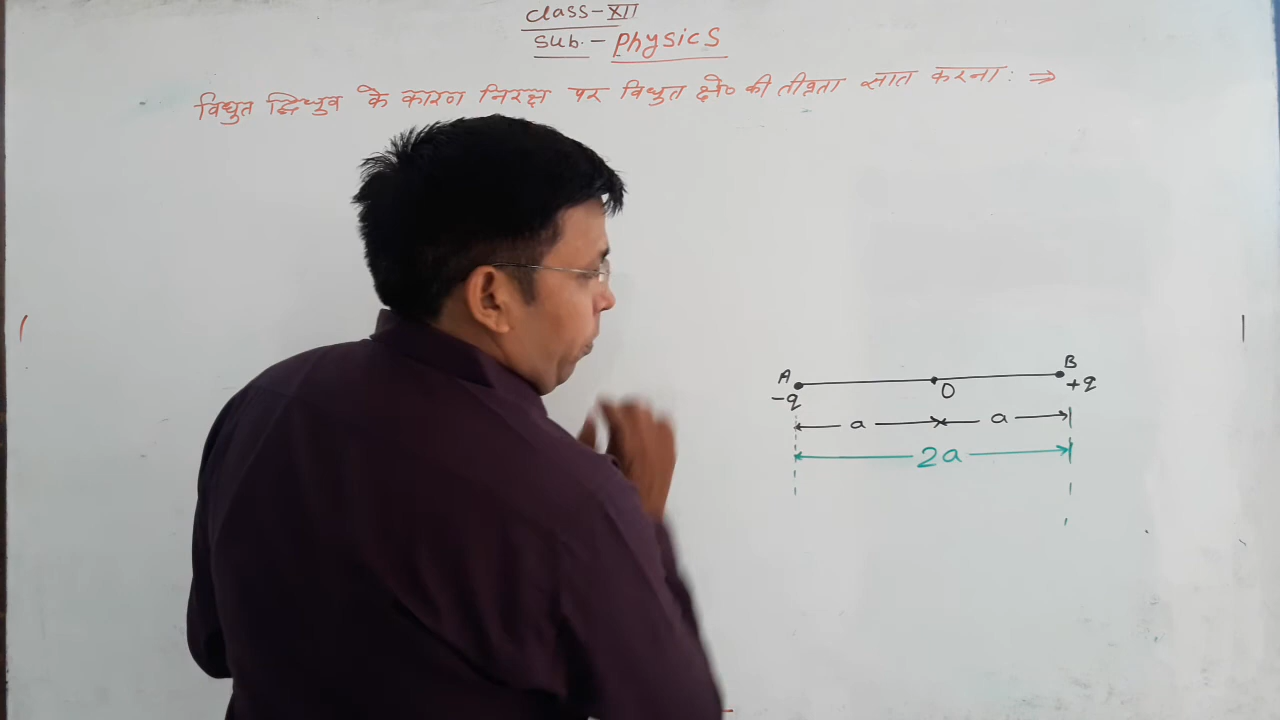 Class-XII
Sub.- Physics
विद्युत द्विध्रुव के कारण निरक्ष पर विद्युत क्षे० की तीव्रता ज्ञात करना: ⇒
A B
-q O +q
a a
2a